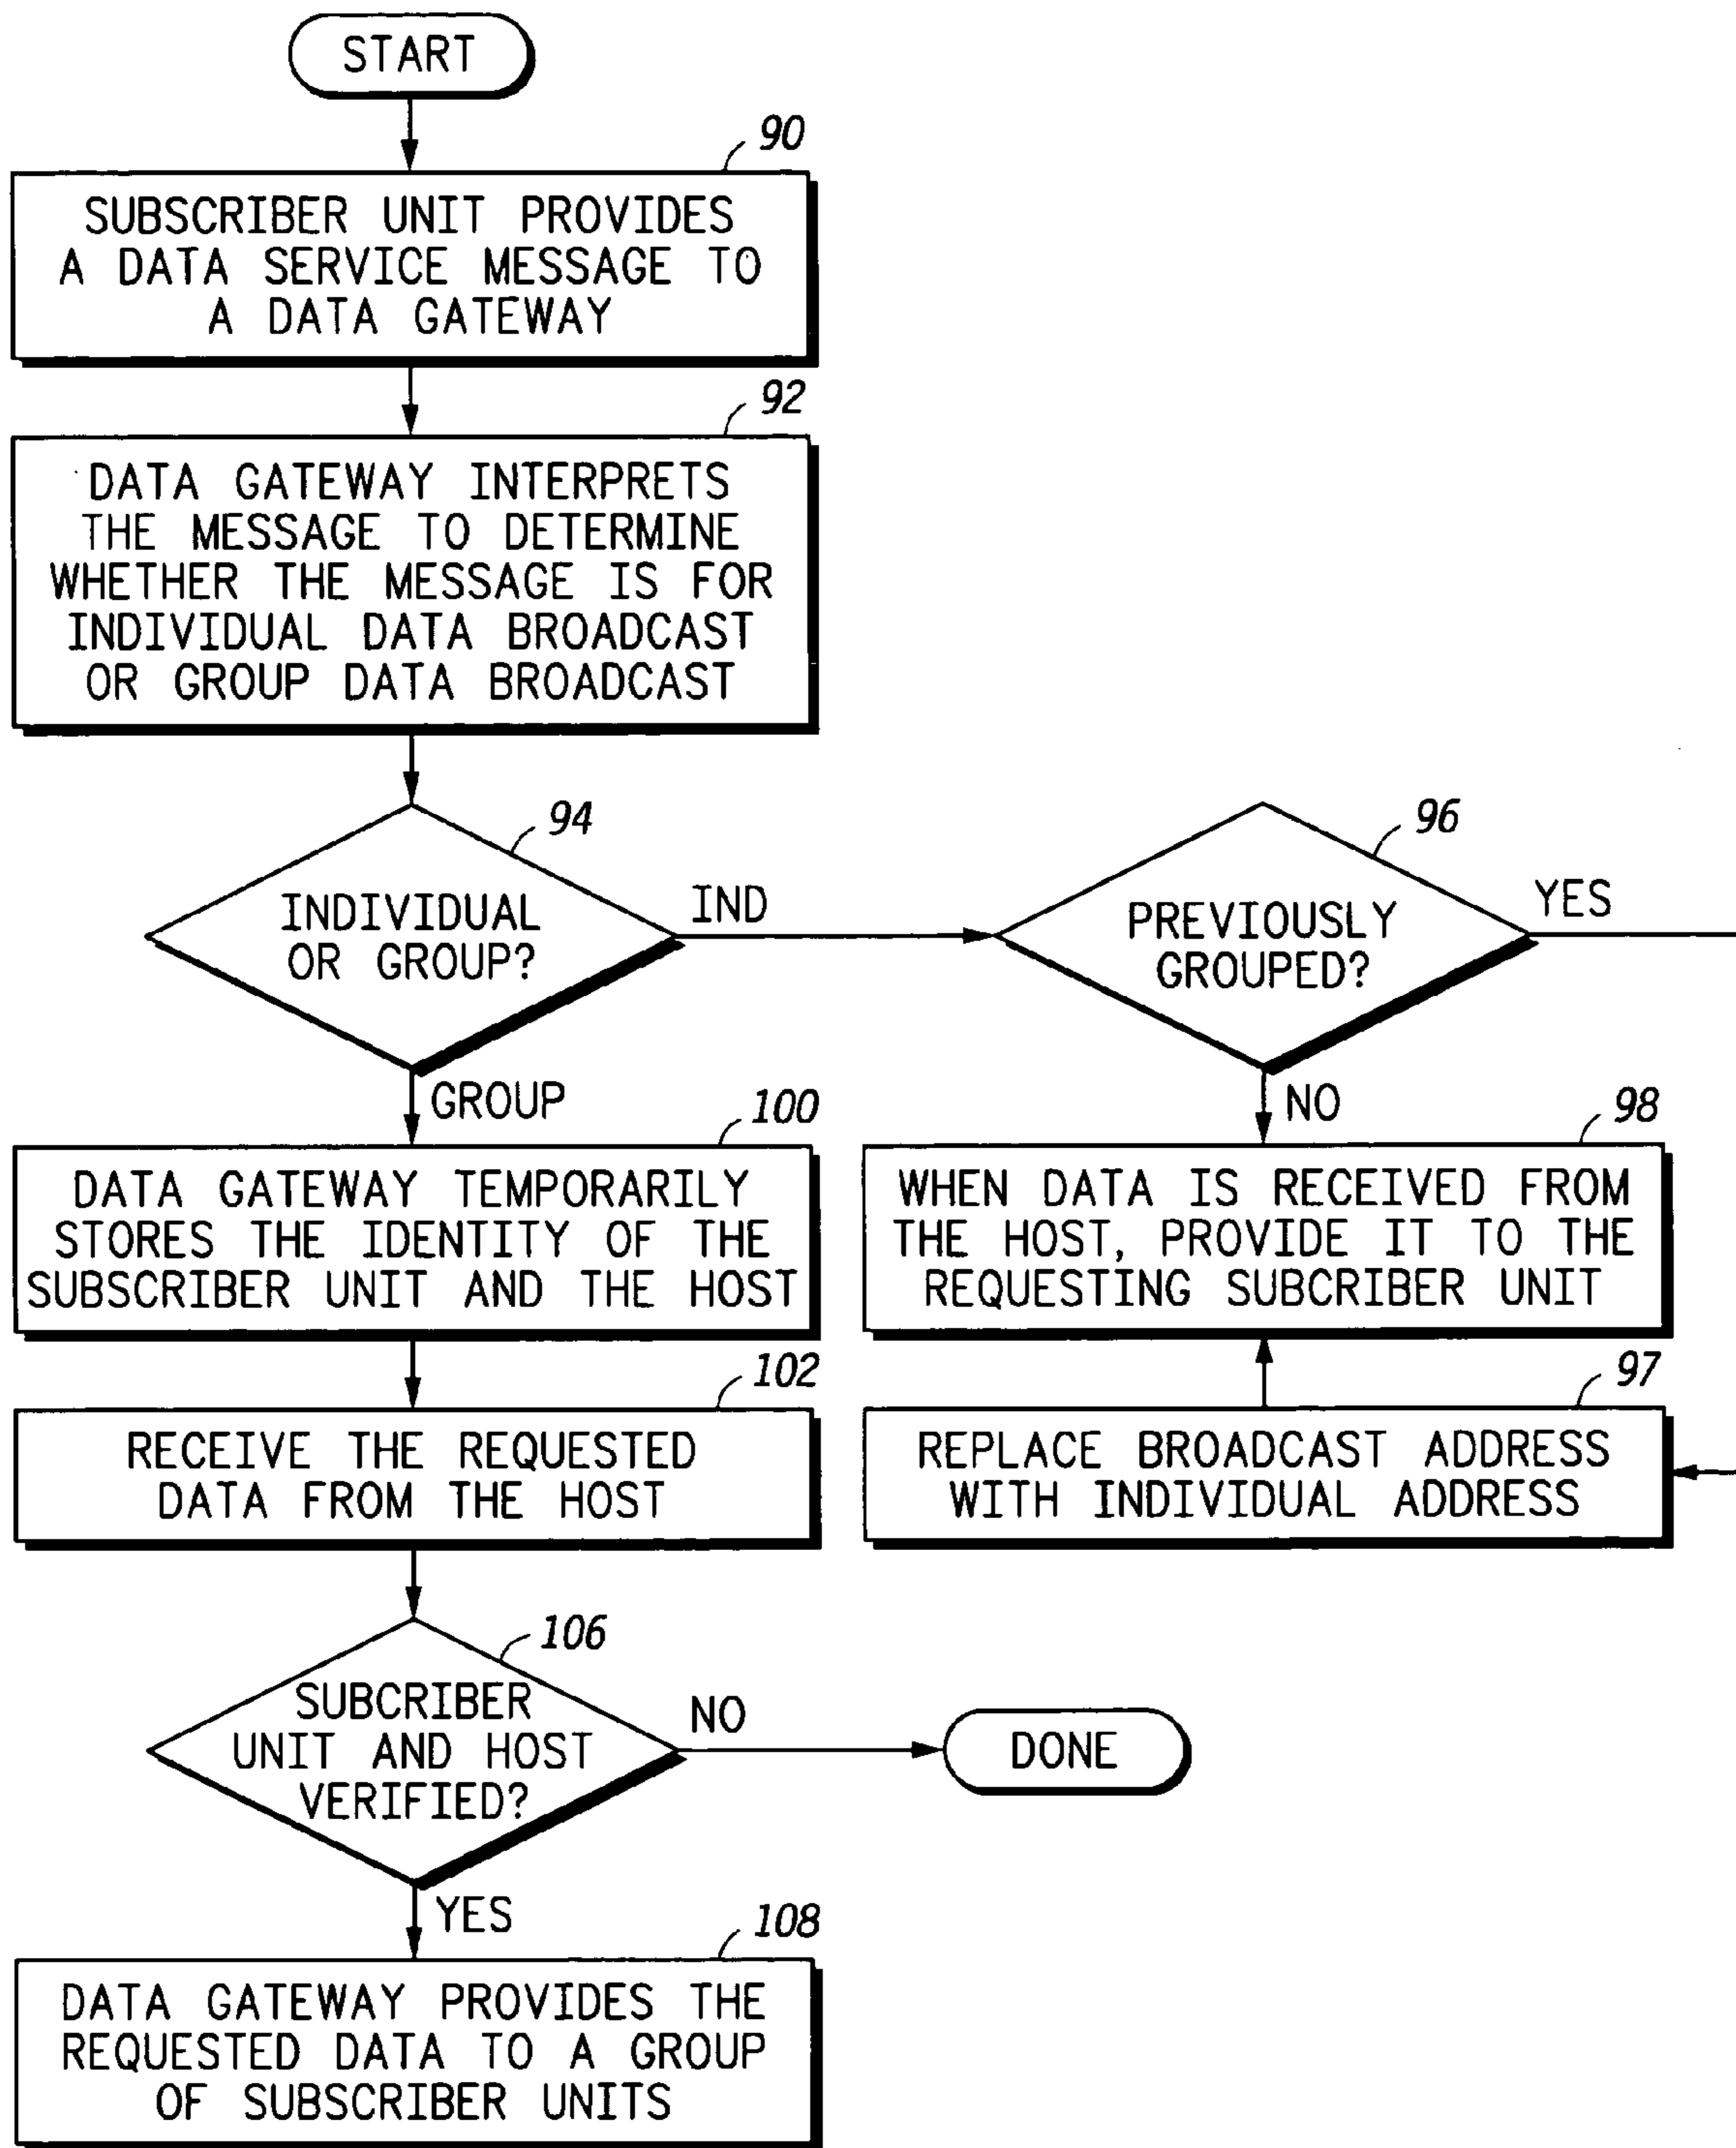 START
90
SUBSCRIBER UNIT PROVIDES
A DATA SERVICE MESSAGE TO
A DATA GATEWAY
92
DATA GATEWAY INTERPRETS
THE MESSAGE TO DETERMINE
WHETHER THE MESSAGE IS FOR
INDIVIDUAL DATA BROADCAST
OR GROUP DATA BROADCAST
94
INDIVIDUAL
OR GROUP?
IND
96
PREVIOUSLY
GROUPED?
YES
GROUP
NO
100
DATA GATEWAY TEMPORARILY
STORES THE IDENTITY OF THE
SUBSCRIBER UNIT AND THE HOST
98
WHEN DATA IS RECEIVED FROM
THE HOST, PROVIDE IT TO THE
REQUESTING SUBCRIBER UNIT
102
RECEIVE THE REQUESTED
DATA FROM THE HOST
97
REPLACE BROADCAST ADDRESS
WITH INDIVIDUAL ADDRESS
106
SUBCRIBER
UNIT AND HOST
VERIFIED?
NO
DONE
YES
108
DATA GATEWAY PROVIDES THE
REQUESTED DATA TO A GROUP
OF SUBSCRIBER UNITS